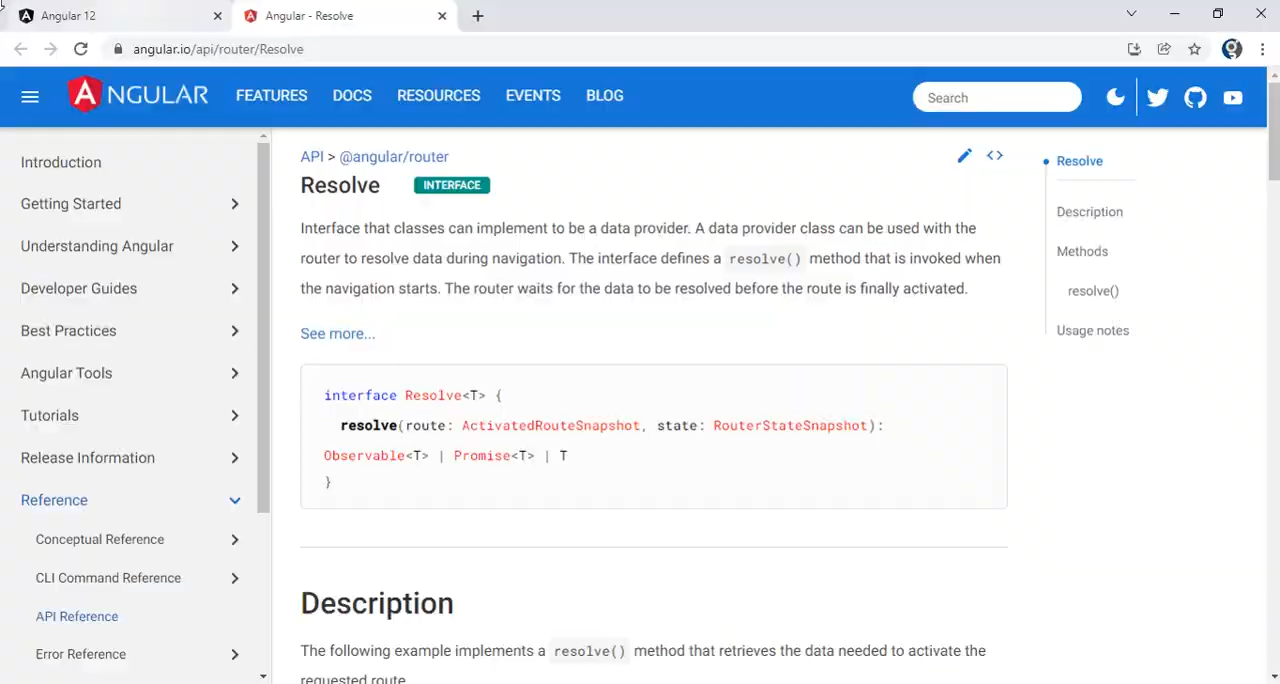 Angular 12
Angular - Resolve
angular.io/api/router/Resolve
ANGULAR
FEATURES
DOCS
RESOURCES
EVENTS
BLOG
Search
Introduction
Getting Started
Understanding Angular
Developer Guides
Best Practices
Angular Tools
Tutorials
Release Information
Reference
Conceptual Reference
CLI Command Reference
API Reference
Error Reference
API > @angular/router
Resolve INTERFACE
Interface that classes can implement to be a data provider. A data provider class can be used with the
router to resolve data during navigation. The interface defines a resolve() method that is invoked when
the navigation starts. The router waits for the data to be resolved before the route is finally activated.
See more...
interface Resolve<T> {
resolve(route: ActivatedRouteSnapshot, state: RouterStateSnapshot):
Observable<T> | Promise<T> | T
}
Description
The following example implements a resolve() method that retrieves the data needed to activate the
requested route.
Resolve
Description
Methods
resolve()
Usage notes